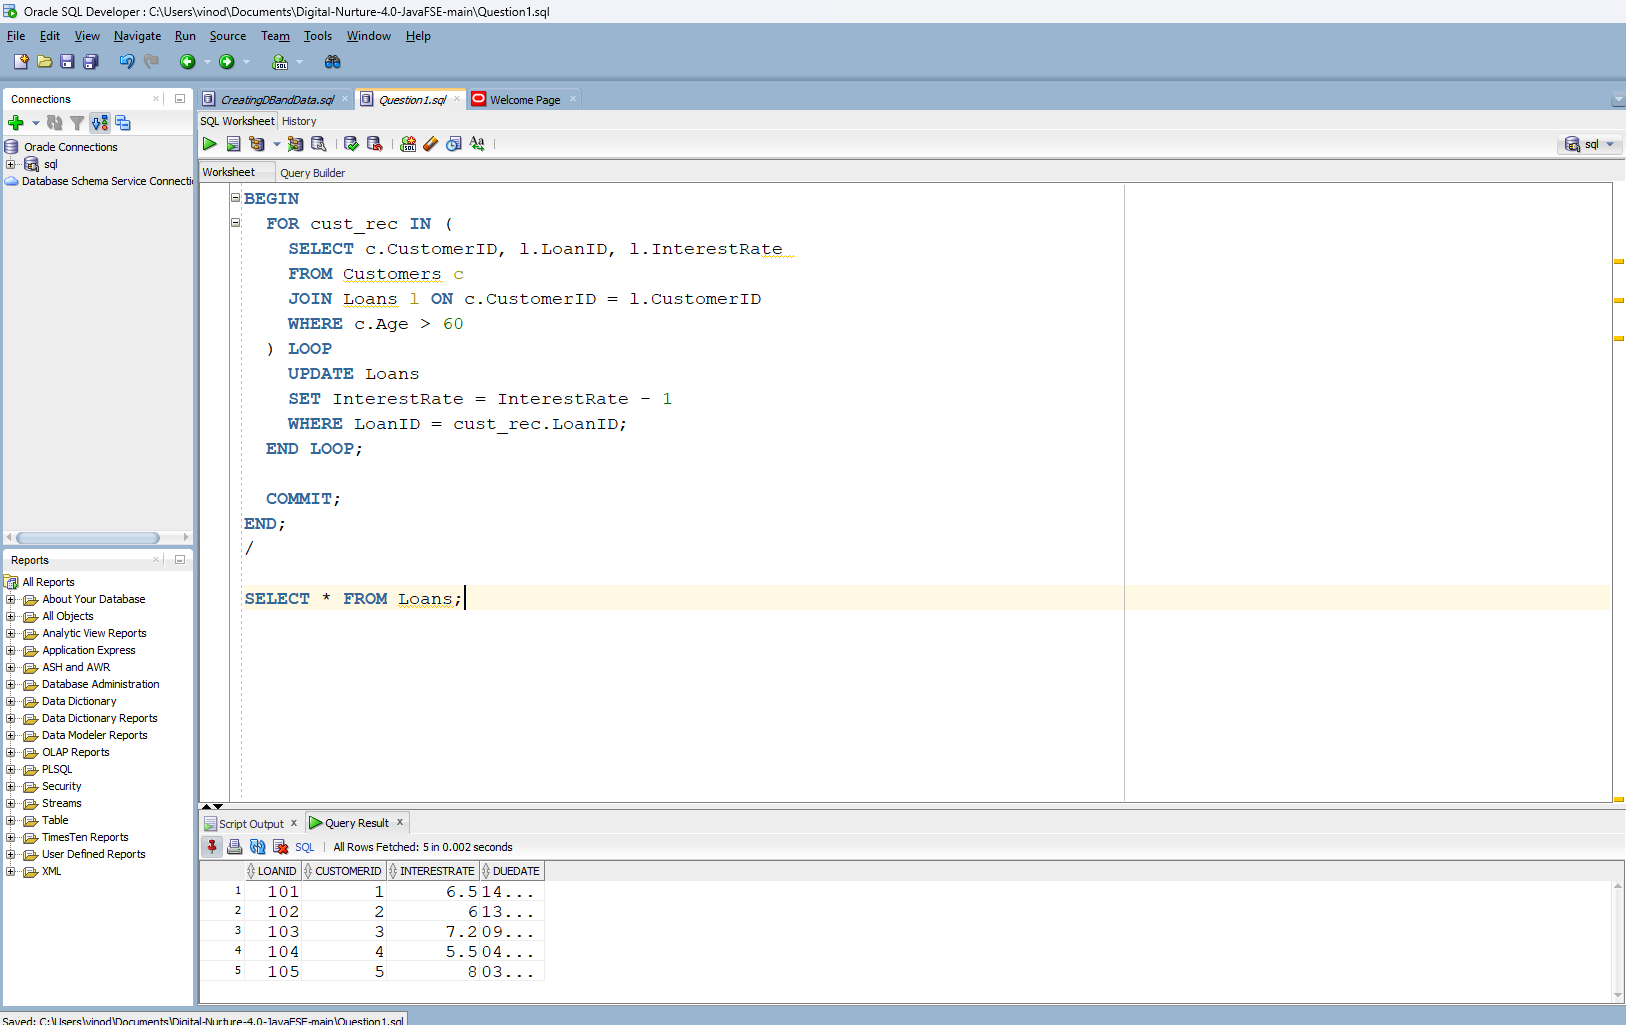 Oracle SQL Developer : C:\Users\vinod\Documents\Digital-Nurture-4.0-JavaFSE-main\Question1.sql
File Edit View Navigate Run Source Team Tools Window Help
SQL
Connections
Oracle Connections
sql
Database Schema Service Connecti
Reports
All Reports
About Your Database
All Objects
Analytic View Reports
Application Express
ASH and AWR
Database Administration
Data Dictionary
Data Dictionary Reports
Data Modeler Reports
OLAP Reports
PLSQL
Security
Streams
Table
TimesTen Reports
User Defined Reports
XML
CreatingDBandData.sql Question1.sql Welcome Page
SQL Worksheet History
Aa
sql
Worksheet Query Builder
BEGIN
FOR cust_rec IN (
SELECT c.CustomerID, l.LoanID, l.InterestRate
FROM Customers c
JOIN Loans l ON c.CustomerID = l.CustomerID
WHERE c.Age > 60
) LOOP
UPDATE Loans
SET InterestRate = InterestRate - 1
WHERE LoanID = cust_rec.LoanID;
END LOOP;
COMMIT;
END;
/
SELECT * FROM Loans;
Script Output x Query Result x
SQL | All Rows Fetched: 5 in 0.002 seconds
LOANID CUSTOMERID INTERESTRATE DUEDATE
1 101 1 6.5 14...
2 102 2 6 13...
3 103 3 7.2 09...
4 104 4 5.5 04...
5 105 5 8 03...
Saved: C:\Users\vinod\Documents\Digital-Nurture-4.0-JavaFSE-main\Question1.sql